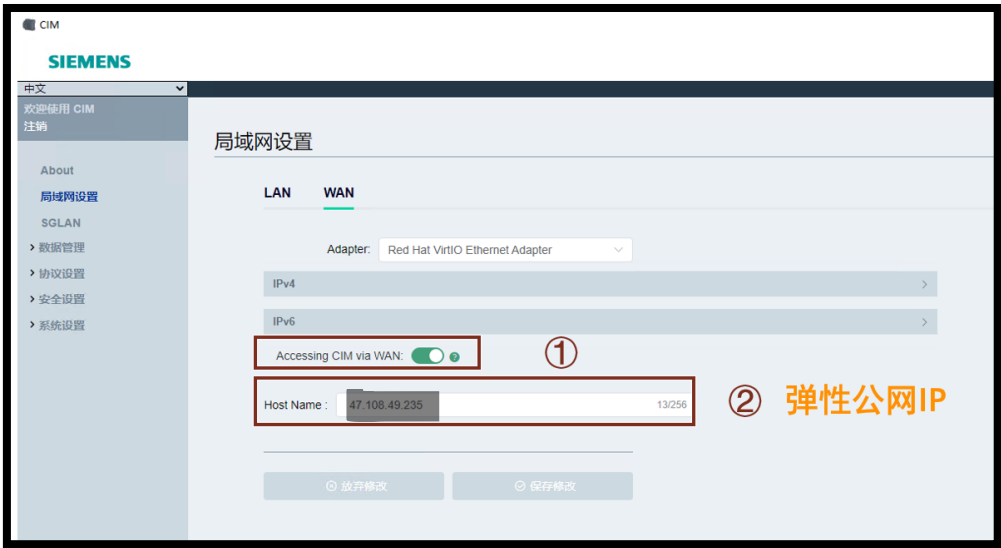 CIM
SIEMENS
中文
欢迎使用 CIM
注销
About
局域网设置
SGLAN
数据管理
协议设置
安全设置
系统设置
局域网设置
LAN WAN
Adapter: Red Hat VirtIO Ethernet Adapter
IPv4
IPv6
Accessing CIM via WAN: ?
①
Host Name : 47.108.49.235 13/256
② 弹性公网IP
放弃修改 保存修改